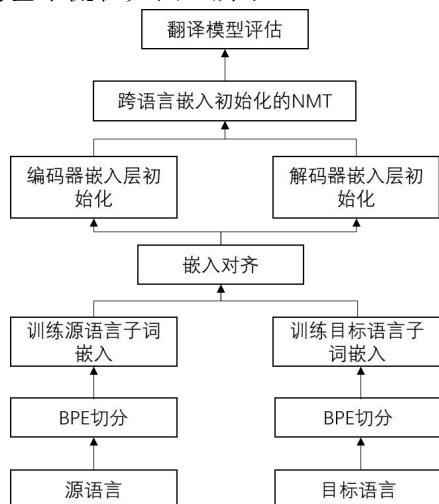 翻译模型评估
跨语言嵌入初始化的NMT
编码器嵌入层初
始化
解码器嵌入层初
始化
嵌入对齐
训练源语言子词
嵌入
训练目标语言子
词嵌入
BPE切分
BPE切分
源语言
目标语言